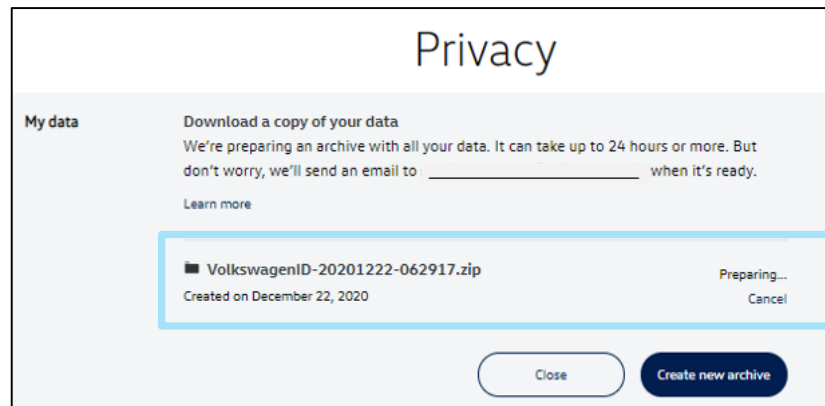 Privacy
My data
Download a copy of your data
We're preparing an archive with all your data. It can take up to 24 hours or more. But
don't worry, we'll send an email to when it's ready.
Learn more
VolkswagenID-20201222-062917.zip
Preparing...
Created on December 22, 2020
Cancel
Close
Create new archive